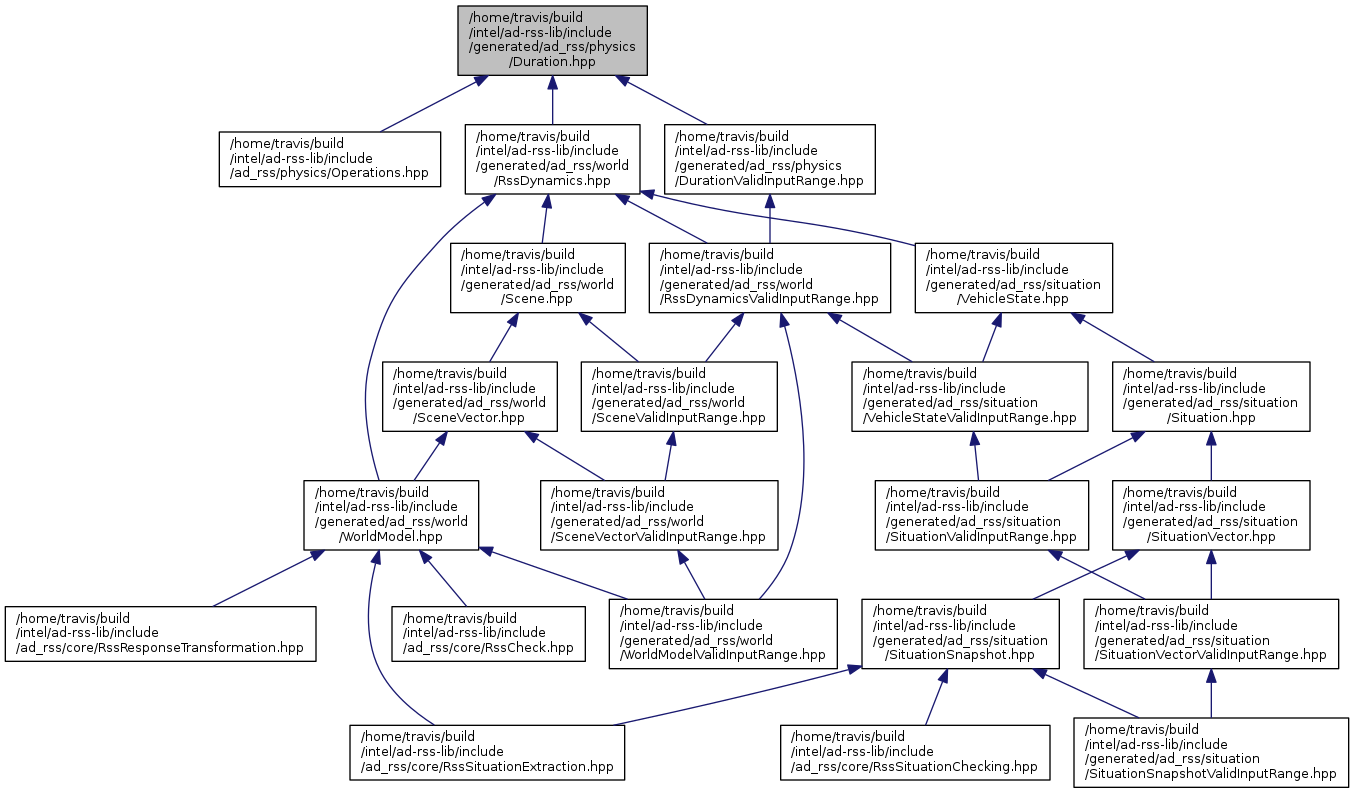 /home/travis/build
/intel/ad-rss-lib/include
/generated/ad_rss/physics
/Duration.hpp
/home/travis/build
/intel/ad-rss-lib/include
/ad_rss/physics/Operations.hpp
/home/travis/build
/intel/ad-rss-lib/include
/generated/ad_rss/world
/RssDynamics.hpp
/home/travis/build
/intel/ad-rss-lib/include
/generated/ad_rss/physics
/DurationValidInputRange.hpp
/home/travis/build
/intel/ad-rss-lib/include
/generated/ad_rss/world
/Scene.hpp
/home/travis/build
/intel/ad-rss-lib/include
/generated/ad_rss/world
/RssDynamicsValidInputRange.hpp
/home/travis/build
/intel/ad-rss-lib/include
/generated/ad_rss/situation
/VehicleState.hpp
/home/travis/build
/intel/ad-rss-lib/include
/generated/ad_rss/world
/SceneVector.hpp
/home/travis/build
/intel/ad-rss-lib/include
/generated/ad_rss/world
/SceneValidInputRange.hpp
/home/travis/build
/intel/ad-rss-lib/include
/generated/ad_rss/situation
/VehicleStateValidInputRange.hpp
/home/travis/build
/intel/ad-rss-lib/include
/generated/ad_rss/situation
/Situation.hpp
/home/travis/build
/intel/ad-rss-lib/include
/generated/ad_rss/world
/WorldModel.hpp
/home/travis/build
/intel/ad-rss-lib/include
/generated/ad_rss/world
/SceneVectorValidInputRange.hpp
/home/travis/build
/intel/ad-rss-lib/include
/generated/ad_rss/situation
/SituationValidInputRange.hpp
/home/travis/build
/intel/ad-rss-lib/include
/generated/ad_rss/situation
/SituationVector.hpp
/home/travis/build
/intel/ad-rss-lib/include
/ad_rss/core/RssResponseTransformation.hpp
/home/travis/build
/intel/ad-rss-lib/include
/ad_rss/core/RssCheck.hpp
/home/travis/build
/intel/ad-rss-lib/include
/generated/ad_rss/world
/WorldModelValidInputRange.hpp
/home/travis/build
/intel/ad-rss-lib/include
/generated/ad_rss/situation
/SituationSnapshot.hpp
/home/travis/build
/intel/ad-rss-lib/include
/generated/ad_rss/situation
/SituationVectorValidInputRange.hpp
/home/travis/build
/intel/ad-rss-lib/include
/ad_rss/core/RssSituationExtraction.hpp
/home/travis/build
/intel/ad-rss-lib/include
/ad_rss/core/RssSituationChecking.hpp
/home/travis/build
/intel/ad-rss-lib/include
/generated/ad_rss/situation
/SituationSnapshotValidInputRange.hpp